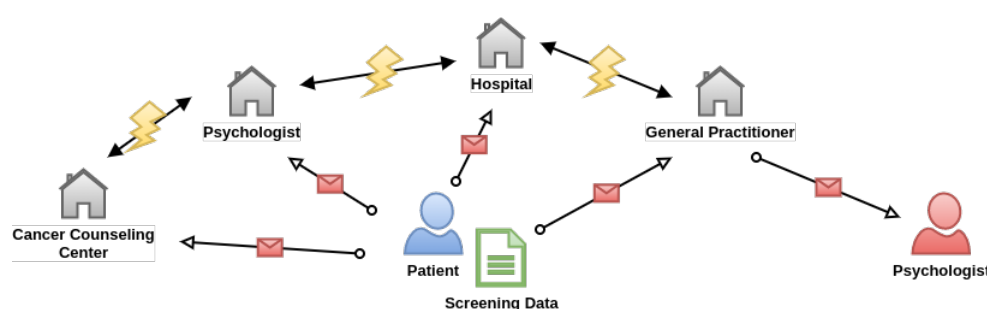 Hospital
Psychologist
General Practitioner
Cancer Counseling
Center
Patient
Psychologist
Screening Data